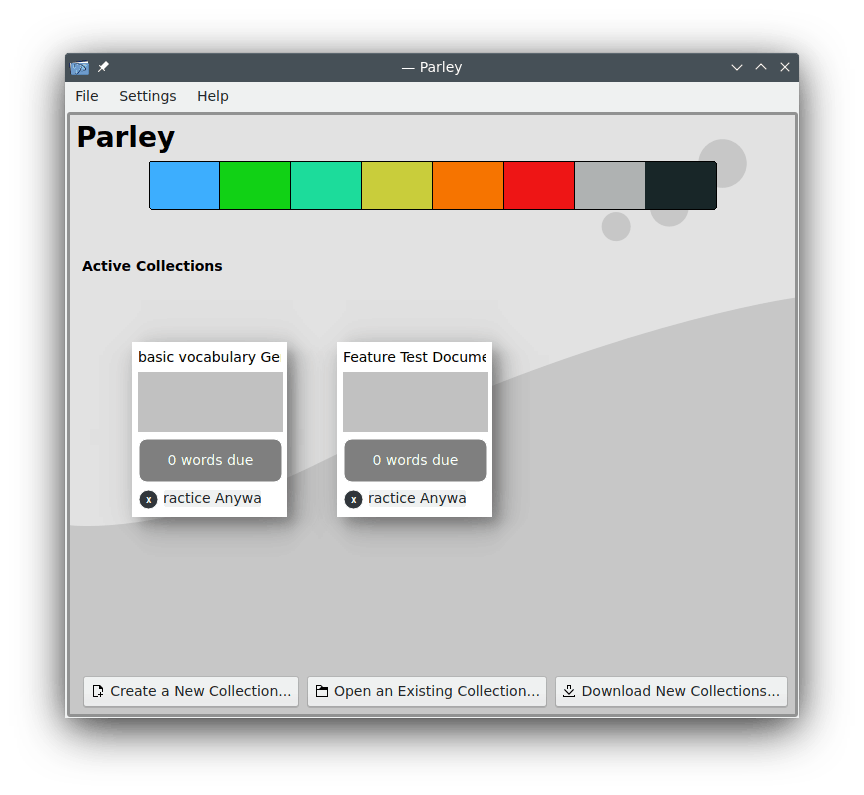 — Parley
File Settings Help
Parley
Active Collections
basic vocabulary Ge
Feature Test Docume
0 words due
0 words due
x ractice Anywa
x ractice Anywa
Create a New Collection... Open an Existing Collection... Download New Collections...